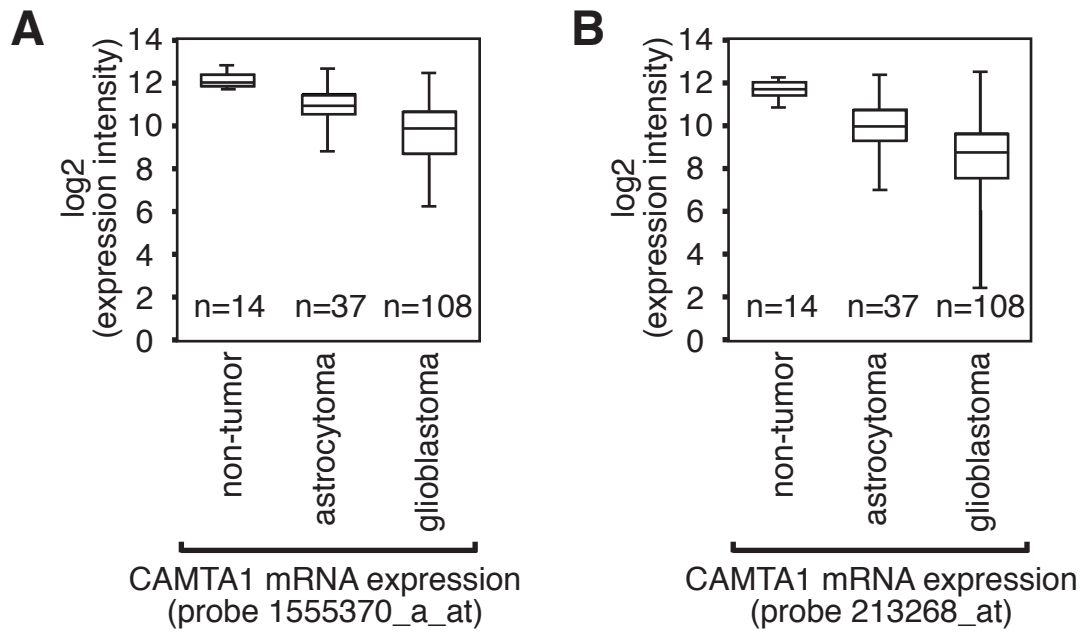 A
log2
(expression intensity)
14
12
10
8
6
4
2
0
n=14 n=37 n=108
non-tumor
astrocytoma
glioblastoma
CAMTA1 mRNA expression
(probe 1555370_a_at)
B
log2
(expression intensity)
14
12
10
8
6
4
2
0
n=14 n=37 n=108
non-tumor
astrocytoma
glioblastoma
CAMTA1 mRNA expression
(probe 213268_at)